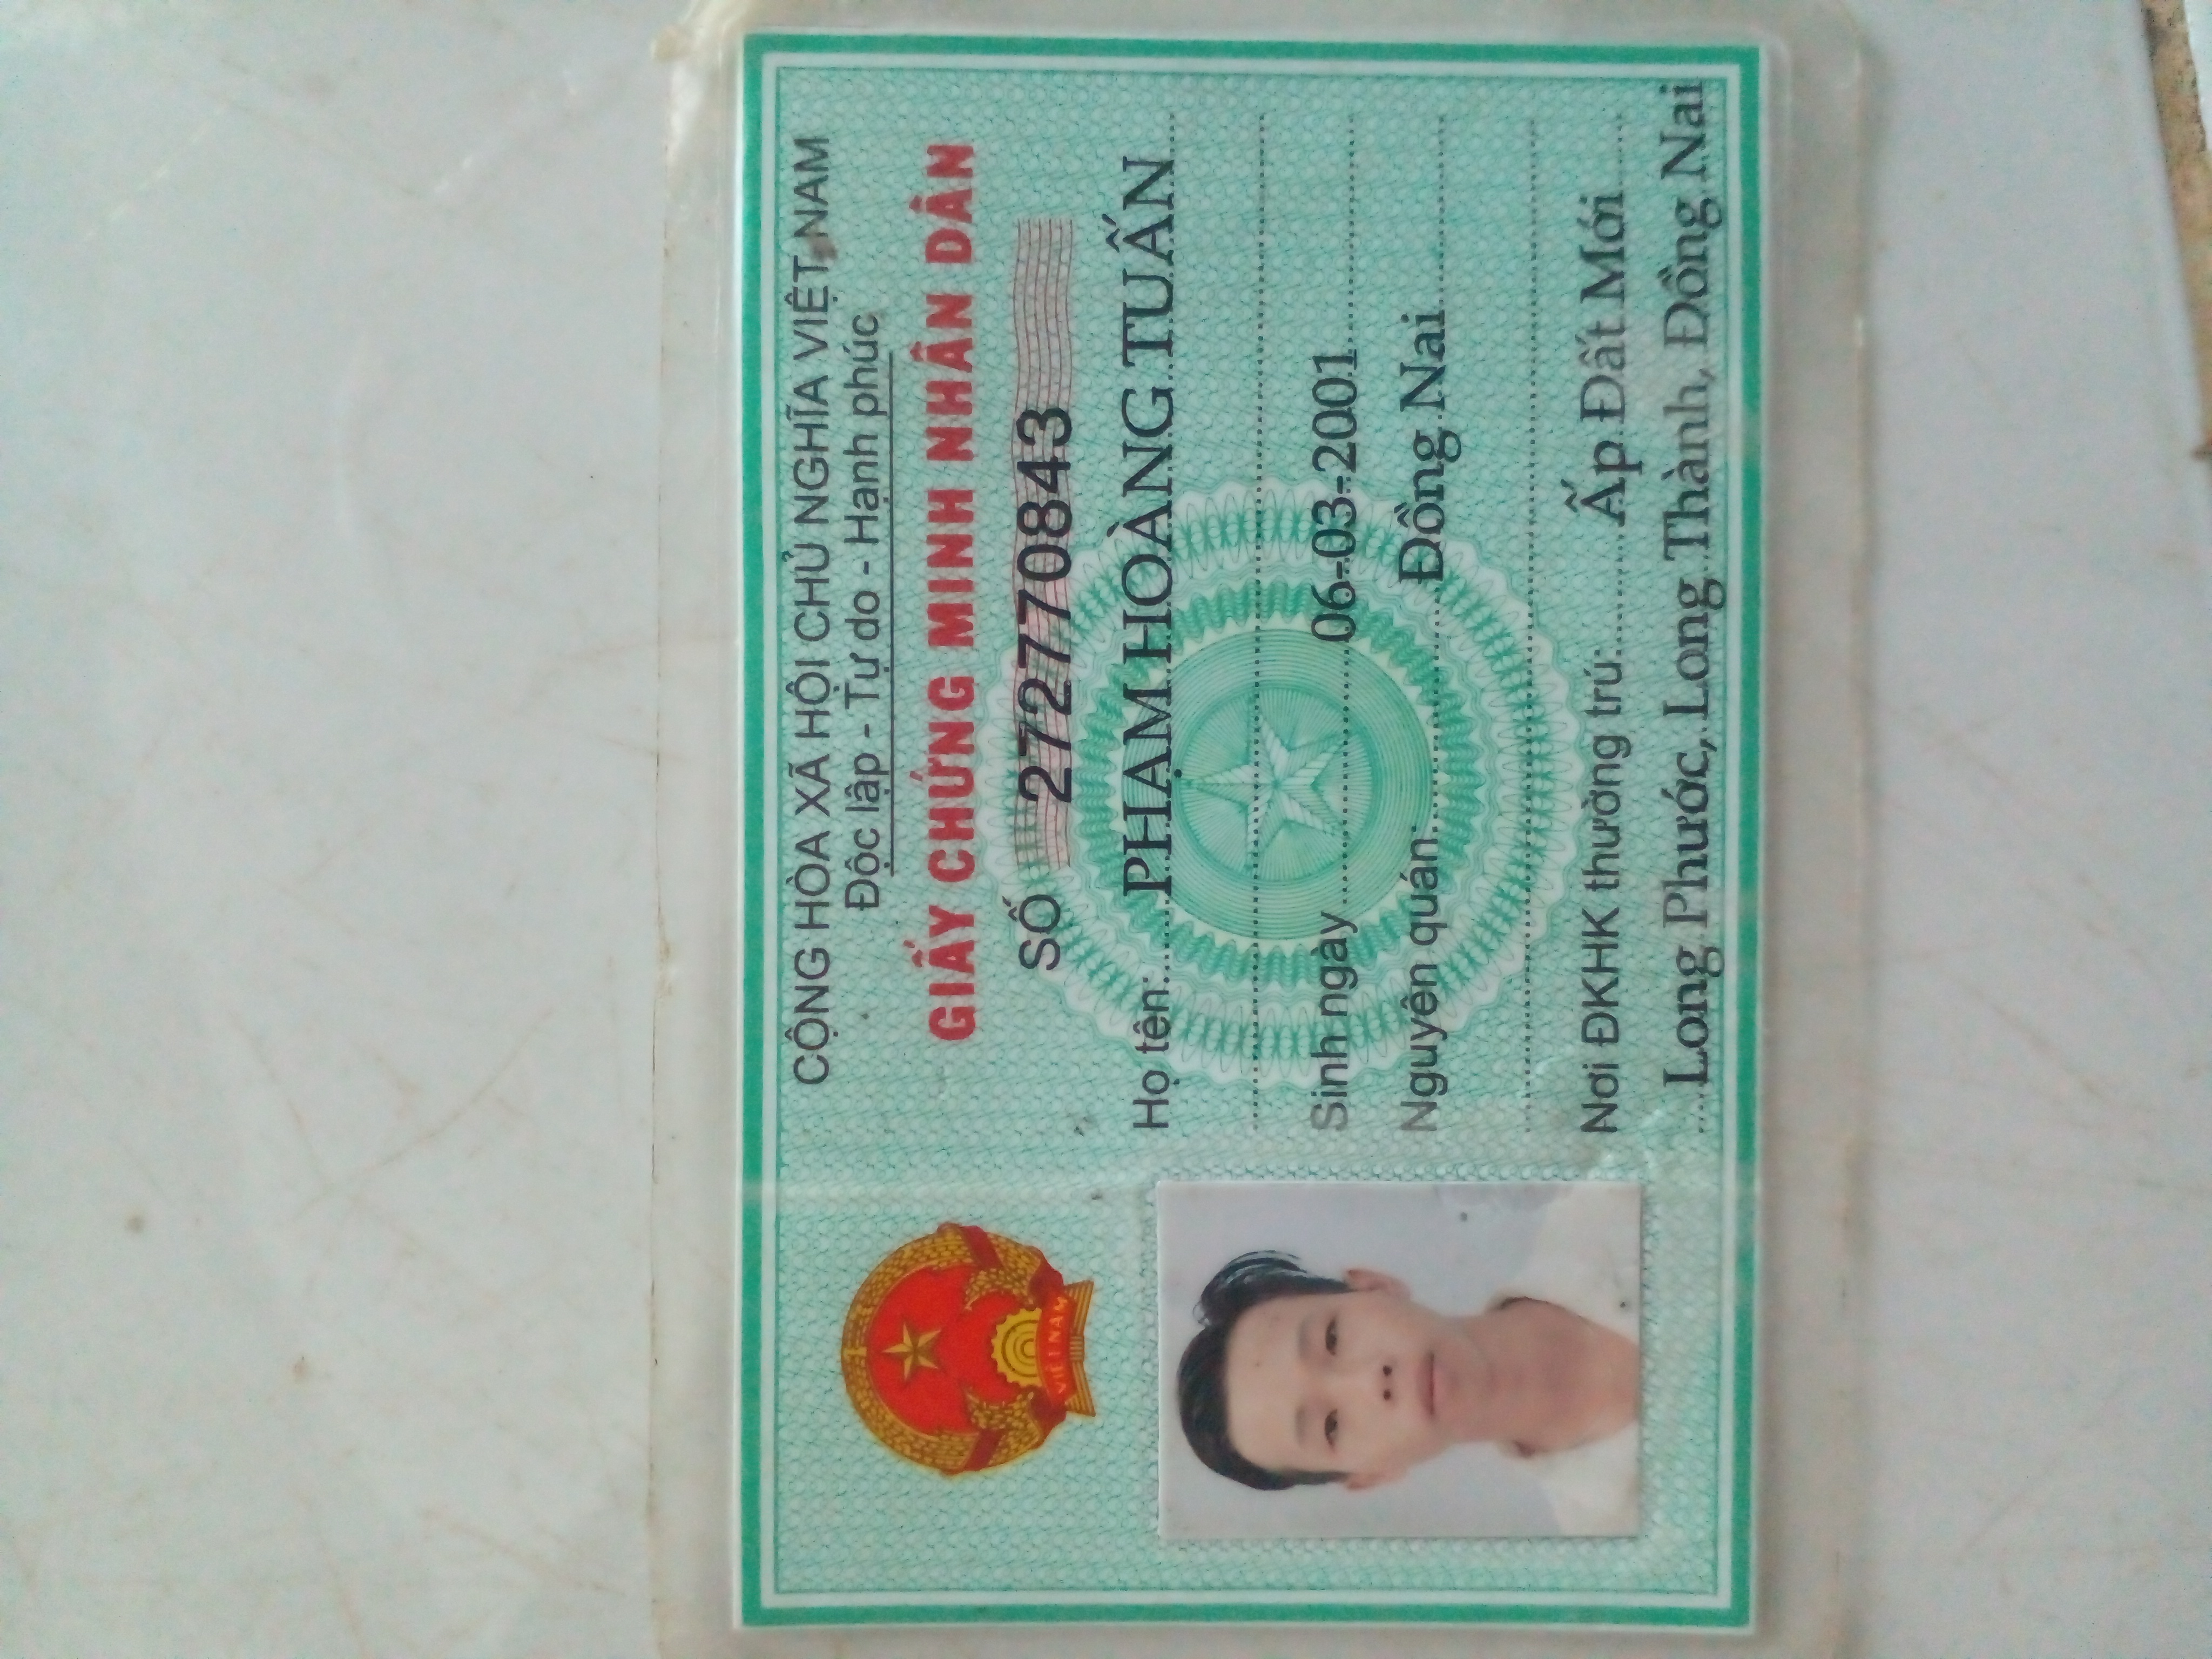 CỘNG HÒA XÃ HỘI CHỦ NGHĨA VIỆT NAM
Độc lập - Tự do - Hạnh phúc
GIẤY CHỨNG MINH NHÂN DÂN
SỐ 272770843
Họ tên: PHẠM HOÀNG TUẤN
Sinh ngày 06-03-2001
Nguyên quán Đồng Nai
Nơi ĐKHK thường trú: Ấp Đất Mới
Long Phước, Long Thành, Đồng Nai
VIỆT NAM